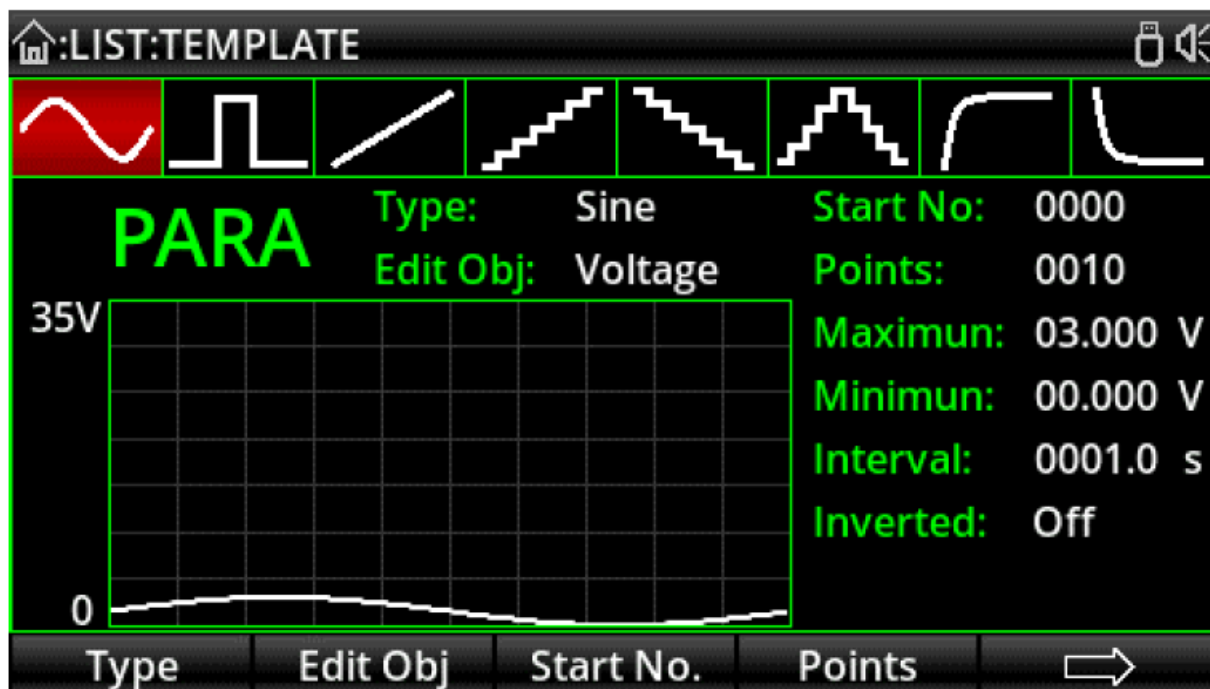 :LIST:TEMPLATE
PARA
Type: Sine
Edit Obj: Voltage
Start No: 0000
Points: 0010
Maximun: 03.000 V
Minimun: 00.000 V
Interval: 0001.0 s
Inverted: Off
35V
0
Type Edit Obj Start No. Points